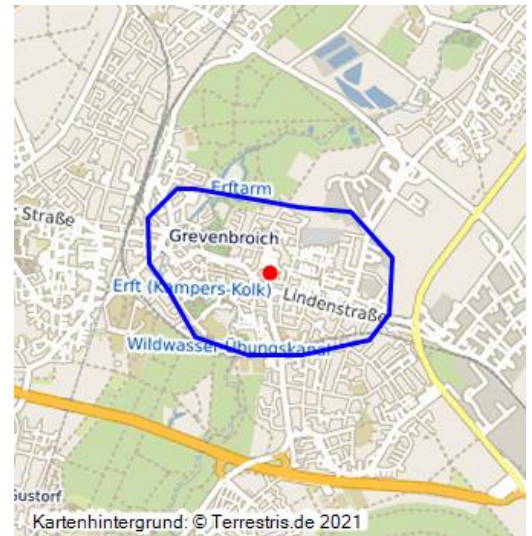 Erftarm
r Straße
Grevenbroich
Erft (Kampers-Kolk)
Lindenstraße
Wildwasser-Übungskanal
Gustorf
Kartenhintergrund: © Terrestris.de 2021